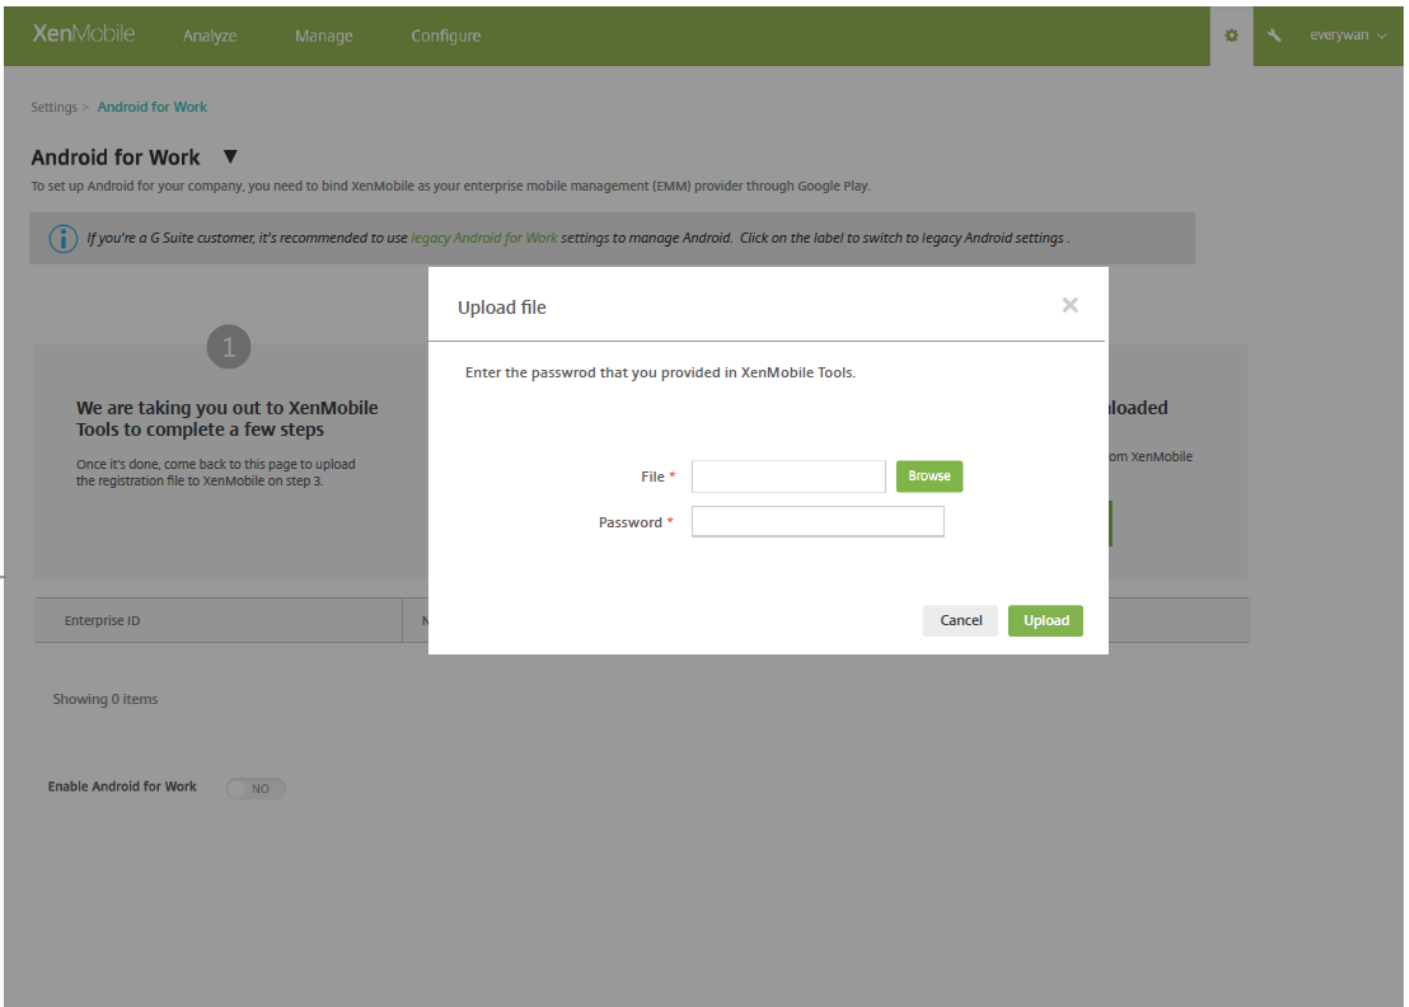 XenMobile Analyze Manage Configure everywan
Settings > Android for Work
Android for Work
To set up Android for your company, you need to bind XenMobile as your enterprise mobile management (EMM) provider through Google Play.
If you're a G Suite customer, it's recommended to use legacy Android for Work settings to manage Android. Click on the label to switch to legacy Android settings .
Upload file
Enter the passwrod that you provided in XenMobile Tools.
File *
Browse
Password *
Cancel
Upload
1
We are taking you out to XenMobile
Tools to complete a few steps
Once it's done, come back to this page to upload
the registration file to XenMobile on step 3.
loaded
om XenMobile
Enterprise ID
Showing 0 items
Enable Android for Work NO